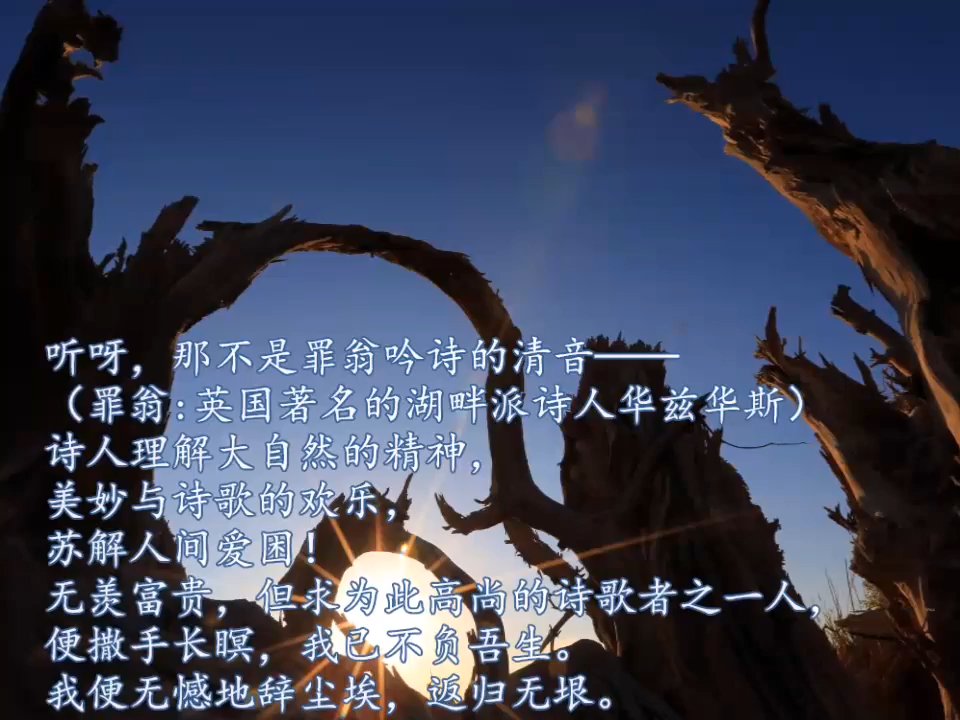 听呀，那不是罪翁吟诗的清音——
（罪翁:英国著名的湖畔派诗人华兹华斯）
诗人理解大自然的精神，
美妙与诗歌的欢乐，
苏解人间爱困！
无羡富贵，但求为此高尚的诗歌者之一人，
便撒手长暝，我已不负吾生。
我便无憾地辞尘埃，返归无垠。